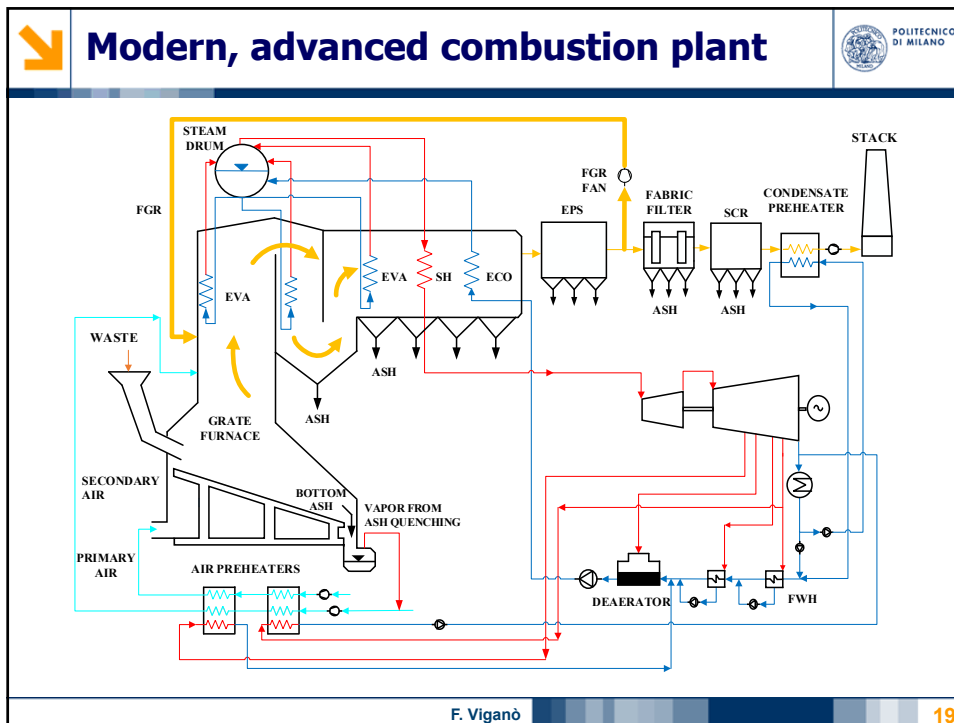 Modern, advanced combustion plant
POLITECNICO
DI MILANO
STEAM
DRUM
STACK
FGR
FGR
FAN
EPS
FABRIC
FILTER
SCR
CONDENSATE
PREHEATER
EVA
EVA
SH
ECO
ASH
ASH
WASTE
ASH
ASH
GRATE
FURNACE
~
SECONDARY
AIR
BOTTOM
ASH
VAPOR FROM
ASH QUENCHING
PRIMARY
AIR
AIR PREHEATERS
DEAERATOR
FWH
F. Viganò
19